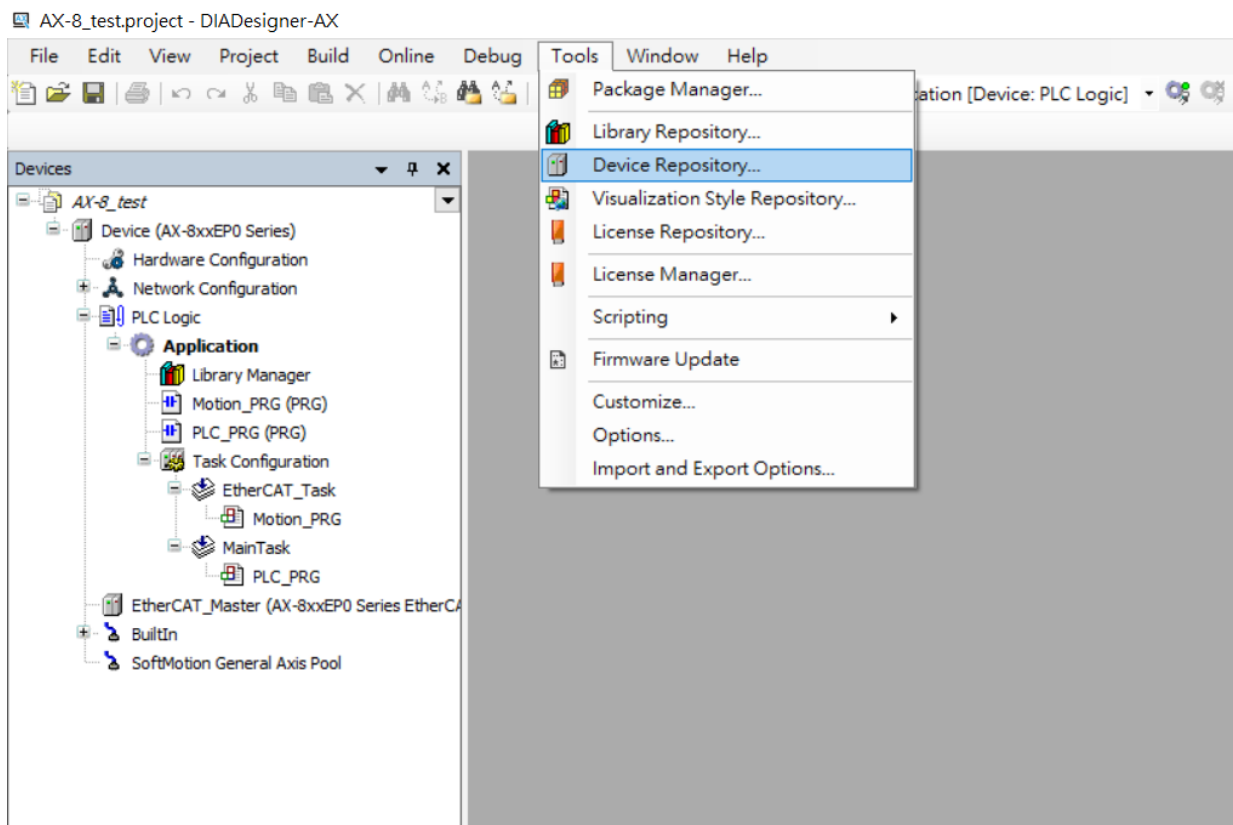 AX-8_test.project - DIADesigner-AX
File Edit View Project Build Online Debug Tools Window Help
Package Manager...
ation [Device: PLC Logic]
Library Repository...
Device Repository...
Visualization Style Repository...
License Repository...
License Manager...
Scripting
Firmware Update
Customize...
Options...
Import and Export Options...
Devices
AX-8_test
Device (AX-8xxEP0 Series)
Hardware Configuration
Network Configuration
PLC Logic
Application
Library Manager
Motion_PRG (PRG)
PLC_PRG (PRG)
Task Configuration
EtherCAT_Task
Motion_PRG
MainTask
PLC_PRG
EtherCAT_Master (AX-8xxEP0 Series EtherCA
BuiltIn
SoftMotion General Axis Pool